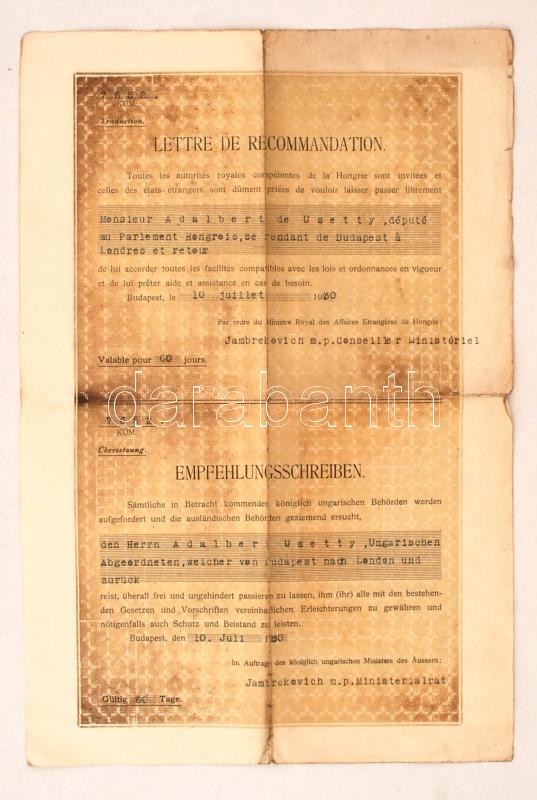 7652.
KÜM.
Traduction.
LETTRE DE RECOMMANDATION.
Toutes les autorités royales compétentes de la Hongrie sont invitées et
celles des états étrangers sont dûment priées de vouloir laisser passer librement
Monsieur Adalbert de Usetty, député
au Parlement Hongrois, se rendant de Budapest à
Londres et retour
de lui accorder toutes les facilités compatibles avec les lois et ordonnances en vigueur
et de lui prêter aide et assistance en cas de besoin.
Budapest, le 10 juillet 1930
Par ordre du Ministre Royal des Affaires Etrangères de Hongrie:
Jambrekovich m.p. Conseiller Ministériel
Valable pour 60 jours.
darabanth
KÜM.
Übersetzung.
EMPFEHLUNGSSCHREIBEN.
Sämtliche in Betracht kommenden königlich ungarischen Behörden werden
aufgefordert und die ausländischen Behörden geziemend ersucht,
den Herrn Adalber Usetty, Ungarischen
Abgeordneten, welcher von Budapest nach London und
zurück
reist, überall frei und ungehindert passieren zu lassen, ihm (ihr) alle mit den bestehen-
den Gesetzen und Vorschriften vereinbarlichen Erleichterungen zu gewähren und
nötigenfalls auch Schutz und Beistand zu leisten.
Budapest, den 10. Juli 1930
Im Auftrage des königlich ungarischen Ministers des Äussern:
Jambrekovich m.p. Ministerialrat
Gültig 60 Tage.